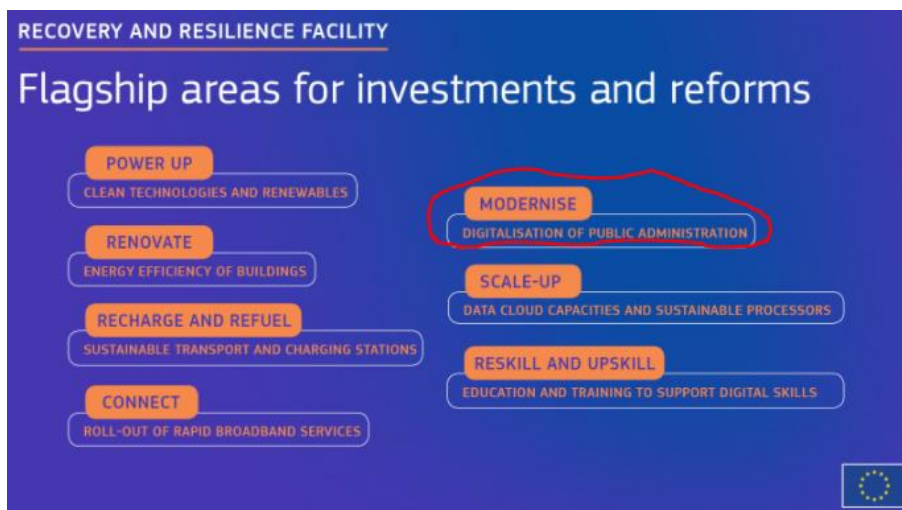 RECOVERY AND RESILIENCE FACILITY
Flagship areas for investments and reforms
POWER UP
CLEAN TECHNOLOGIES AND RENEWABLES
RENOVATE
ENERGY EFFICIENCY OF BUILDINGS
RECHARGE AND REFUEL
SUSTAINABLE TRANSPORT AND CHARGING STATIONS
CONNECT
ROLL-OUT OF RAPID BROADBAND SERVICES
MODERNISE
DIGITALISATION OF PUBLIC ADMINISTRATION
SCALE-UP
DATA CLOUD CAPACITIES AND SUSTAINABLE PROCESSORS
RESKILL AND UPSKILL
EDUCATION AND TRAINING TO SUPPORT DIGITAL SKILLS